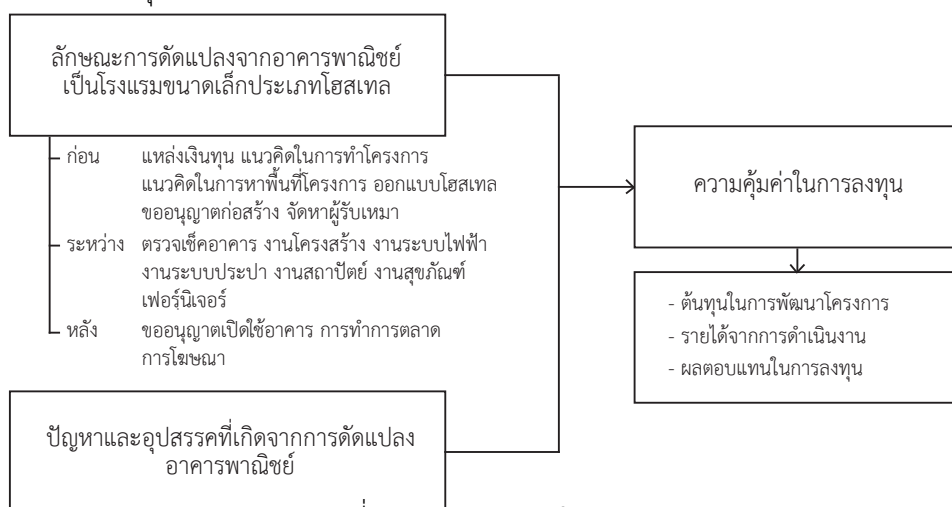 ลักษณะการดัดแปลงจากอาคารพาณิชย์
เป็นโรงแรมขนาดเล็กประเภทโฮสเทล
ก่อน แหล่งเงินทุน แนวคิดในการทำโครงการ
แนวคิดในการหาพื้นที่โครงการ ออกแบบโฮสเทล
ขออนุญาตก่อสร้าง จัดหาผู้รับเหมา
ระหว่าง ตรวจเช็คอาคาร งานโครงสร้าง งานระบบไฟฟ้า
งานระบบประปา งานสถาปัตย์ งานสุขภัณฑ์
เฟอร์นิเจอร์
หลัง ขออนุญาตเปิดใช้อาคาร การทำการตลาด
การโฆษณา
ปัญหาและอุปสรรคที่เกิดจากการดัดแปลง
อาคารพาณิชย์
ความคุ้มค่าในการลงทุน
- ต้นทุนในการพัฒนาโครงการ
- รายได้จากการดำเนินงาน
- ผลตอบแทนในการลงทุน